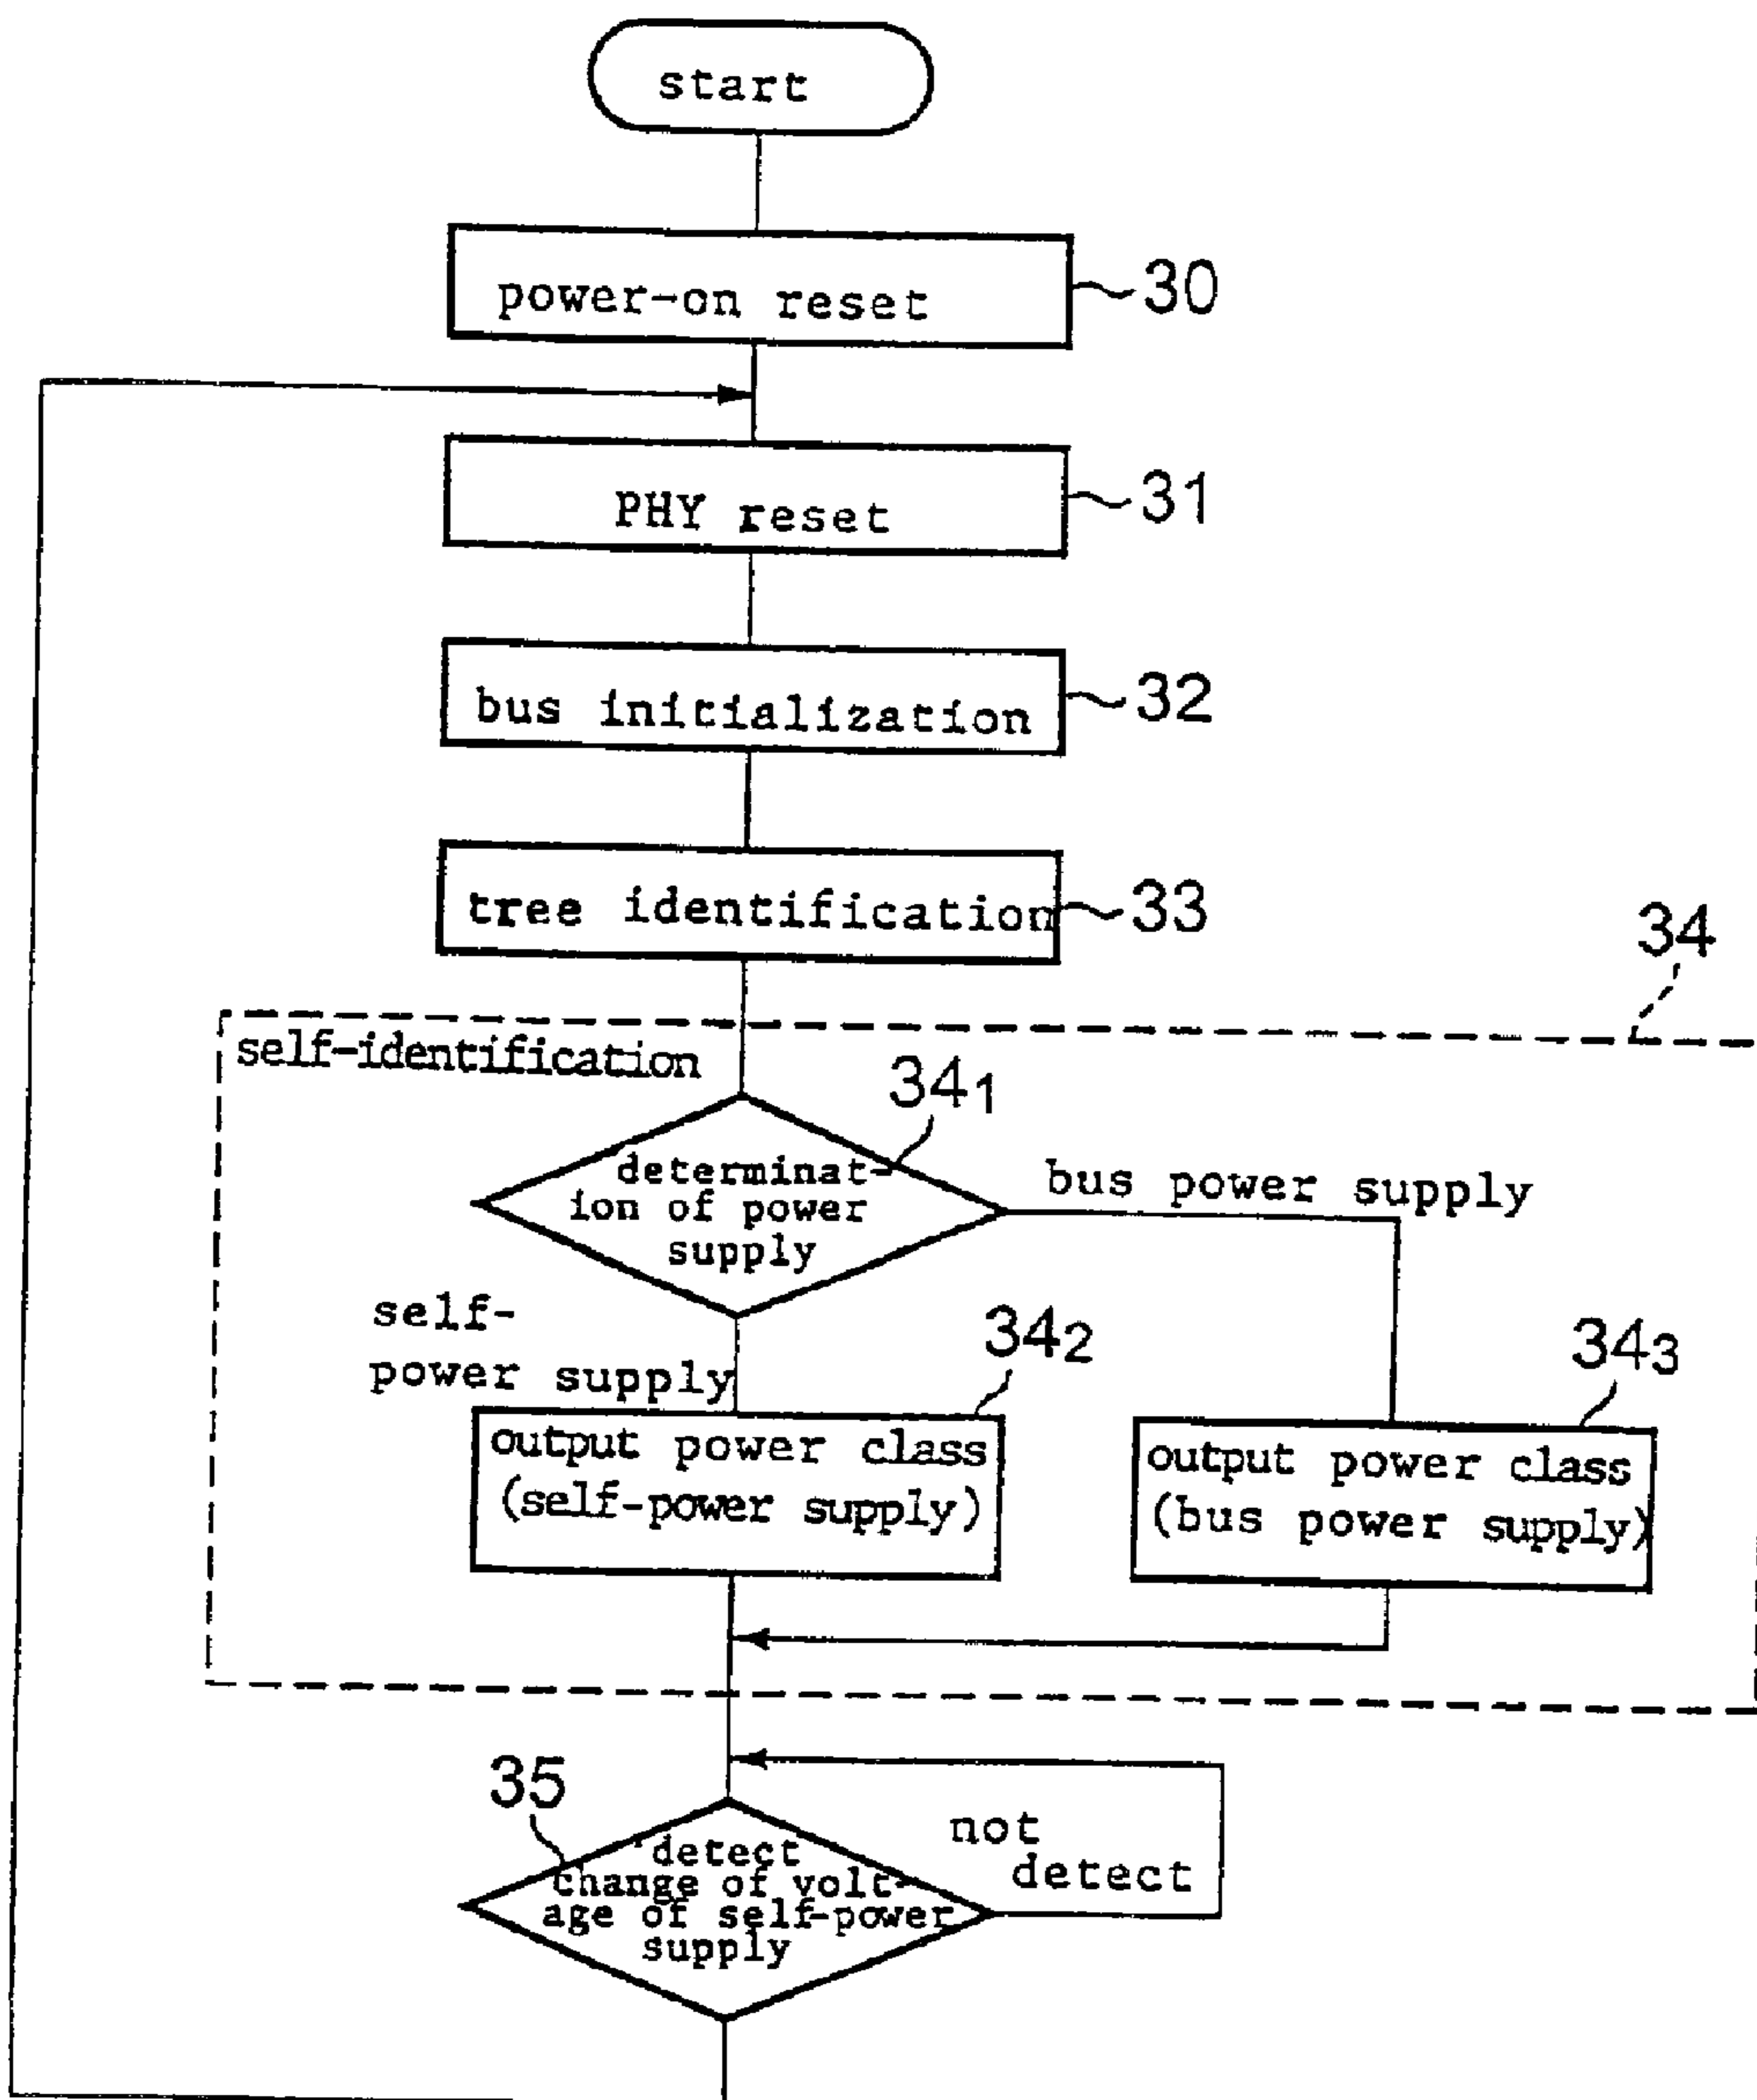 start
power-on reset
30
PHY reset
31
bus initialization
32
tree identification
33
34
self-identification
341
determinat-
ion of power
supply
bus power supply
self-
power supply
342
output power class
(self-power supply)
343
output power class
(bus power supply)
35
detect
change of volt-
age of self-power
supply
not
detect